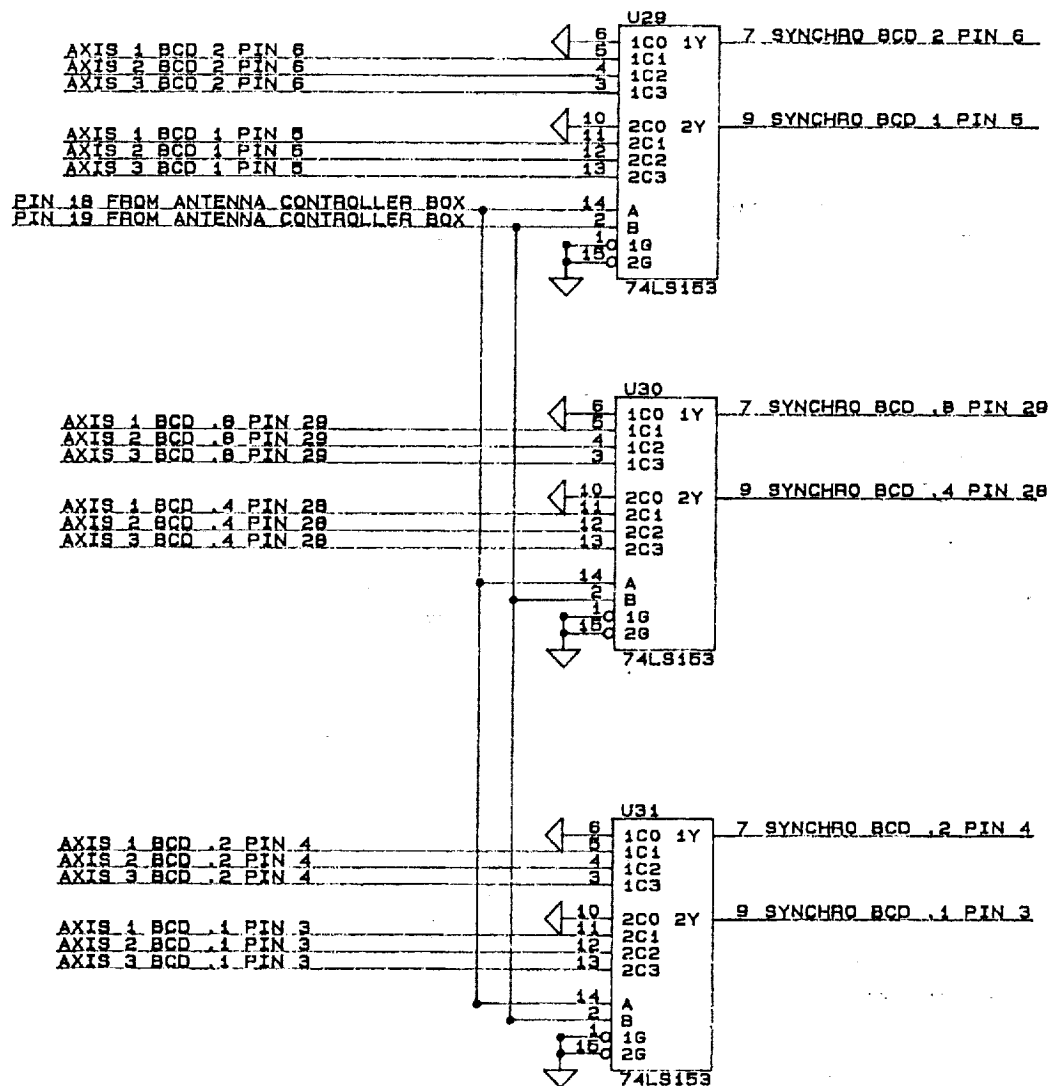 U29
AXIS 1 BCD 2 PIN 6
AXIS 2 BCD 2 PIN 6
AXIS 3 BCD 2 PIN 6
6 1C0 1Y 7 SYNCHRO BCD 2 PIN 6
5 1C1
4 1C2
3 1C3
AXIS 1 BCD 1 PIN 5
AXIS 2 BCD 1 PIN 5
AXIS 3 BCD 1 PIN 5
10 2C0 2Y 9 SYNCHRO BCD 1 PIN 5
11 2C1
12 2C2
13 2C3
PIN 18 FROM ANTENNA CONTROLLER BOX
PIN 19 FROM ANTENNA CONTROLLER BOX
14 A
2 B
1 1G
15 2G
74LS153
U30
AXIS 1 BCD .8 PIN 29
AXIS 2 BCD .8 PIN 29
AXIS 3 BCD .8 PIN 29
6 1C0 1Y 7 SYNCHRO BCD .8 PIN 29
5 1C1
4 1C2
3 1C3
AXIS 1 BCD .4 PIN 28
AXIS 2 BCD .4 PIN 28
AXIS 3 BCD .4 PIN 28
10 2C0 2Y 9 SYNCHRO BCD .4 PIN 28
11 2C1
12 2C2
13 2C3
14 A
2 B
1 1G
15 2G
74LS153
U31
AXIS 1 BCD .2 PIN 4
AXIS 2 BCD .2 PIN 4
AXIS 3 BCD .2 PIN 4
6 1C0 1Y 7 SYNCHRO BCD .2 PIN 4
5 1C1
4 1C2
3 1C3
AXIS 1 BCD .1 PIN 3
AXIS 2 BCD .1 PIN 3
AXIS 3 BCD .1 PIN 3
10 2C0 2Y 9 SYNCHRO BCD .1 PIN 3
11 2C1
12 2C2
13 2C3
14 A
2 B
1 1G
15 2G
74LS153